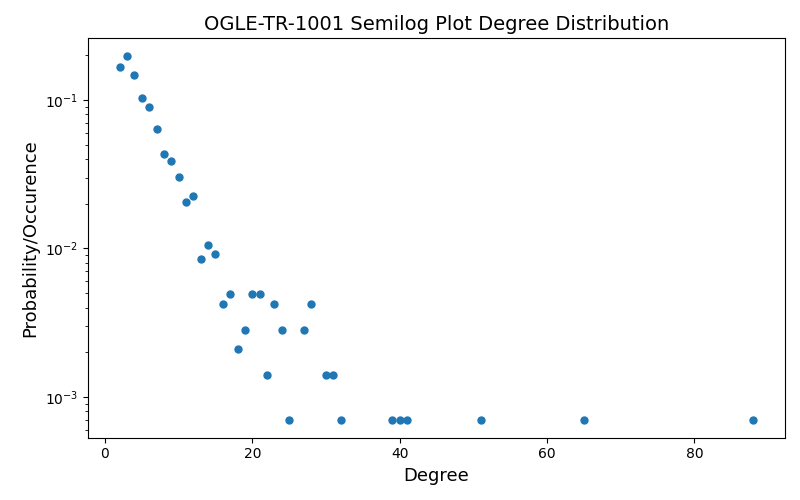 OGLE-TR-1001 Semilog Plot Degree Distribution
Probability/Occurence
10⁻¹
10⁻²
10⁻³
0 20 40 60 80
Degree